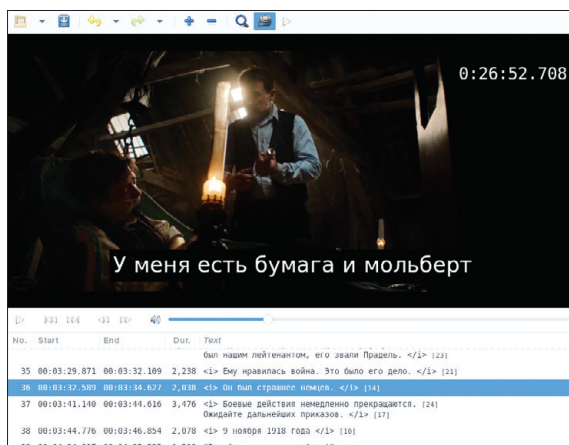 0:26:52.708
У меня есть бумага и мольберт
No. Start End Dur. Text
был нашим лейтенантом, его звали Прадель. </i> [23]
35 00:03:29.871 00:03:32.109 2,238 <i> Ему нравилась война. Это было его дело. </i> [21]
36 00:03:32.589 00:03:34.627 2,038 <i> Он был страшнее немцев. </i> [14]
37 00:03:41.140 00:03:44.616 3,476 <i> Боевые действия немедленно прекращаются. [24]
Ожидайте дальнейших приказов. </i> [17]
38 00:03:44.776 00:03:46.854 2,078 <i> 9 ноября 1918 года </i> [10]